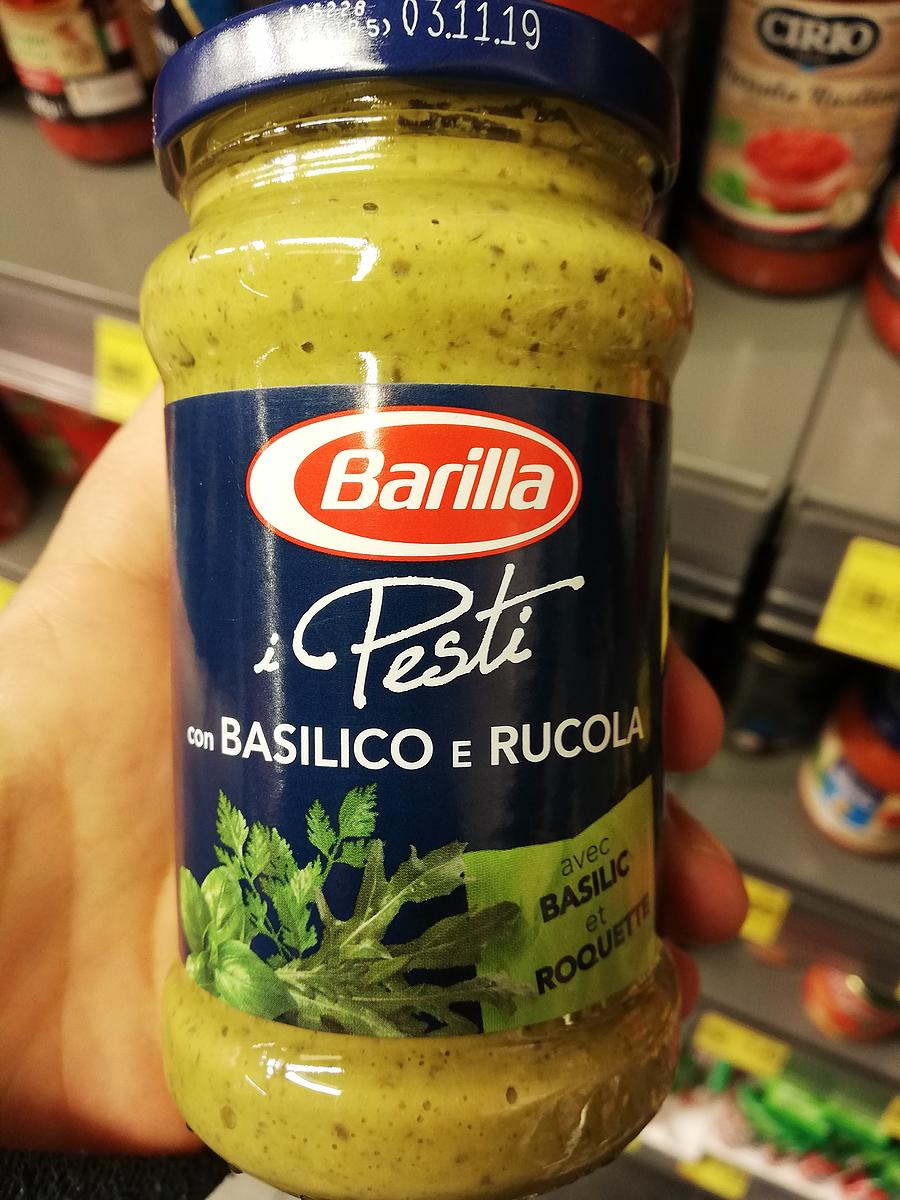 03.11.19
CIRIO
Barilla
i Pesti
con BASILICO E RUCOLA
avec
BASILIC
et
ROQUETTE